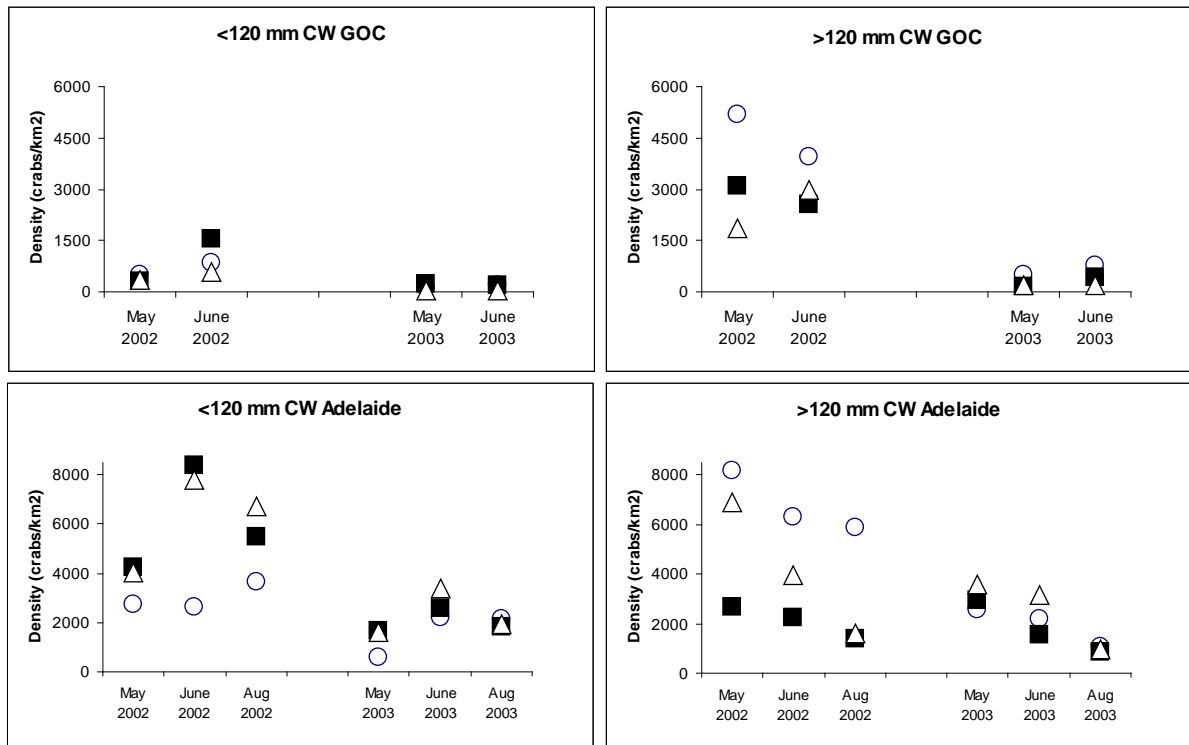 <120 mm CW GOC
Density (crabs/km2)
6000
4500
3000
1500
0
May
2002
June
2002
May
2003
June
2003
>120 mm CW GOC
Density (crabs/km2)
6000
4500
3000
1500
0
May
2002
June
2002
May
2003
June
2003
<120 mm CW Adelaide
Density (crabs/km2)
8000
6000
4000
2000
0
May
2002
June
2002
Aug
2002
May
2003
June
2003
Aug
2003
>120 mm CW Adelaide
Density (crabs/km2)
8000
6000
4000
2000
0
May
2002
June
2002
Aug
2002
May
2003
June
2003
Aug
2003